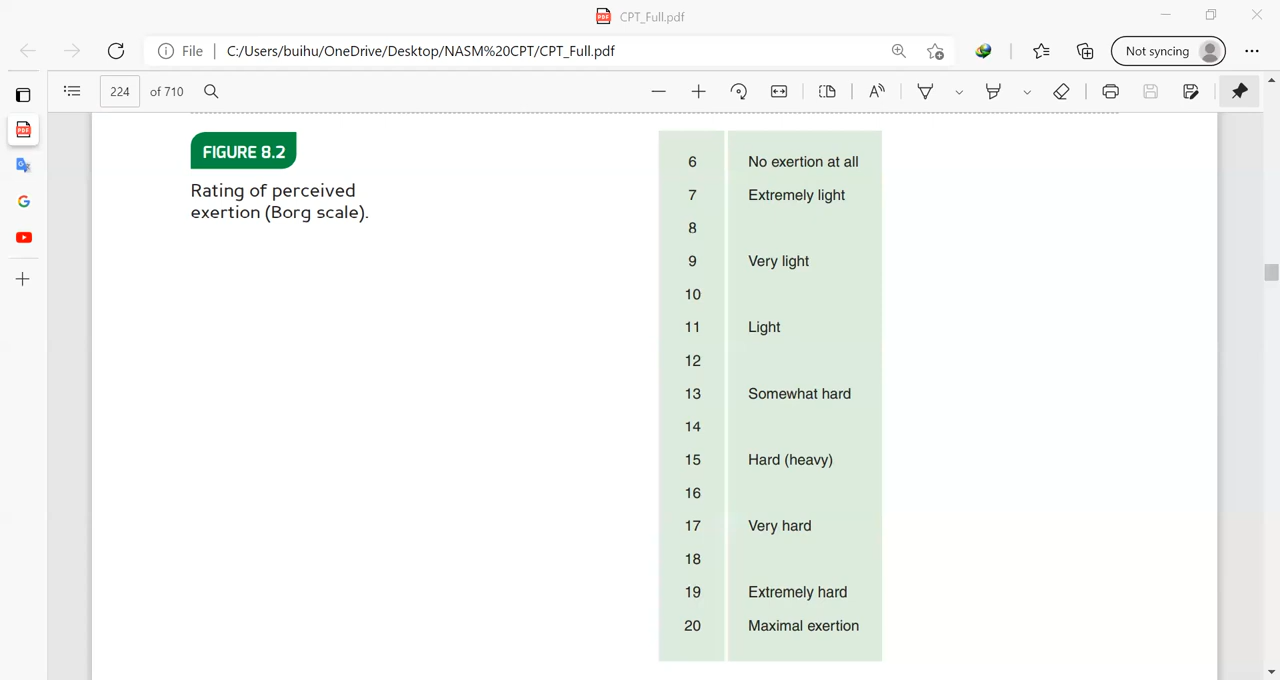 CPT_Full.pdf
File | C:/Users/buihu/OneDrive/Desktop/NASM%20CPT/CPT_Full.pdf
Not syncing
224 of 710
FIGURE 8.2
Rating of perceived
exertion (Borg scale).
6 No exertion at all
7 Extremely light
8
9 Very light
10
11 Light
12
13 Somewhat hard
14
15 Hard (heavy)
16
17 Very hard
18
19 Extremely hard
20 Maximal exertion